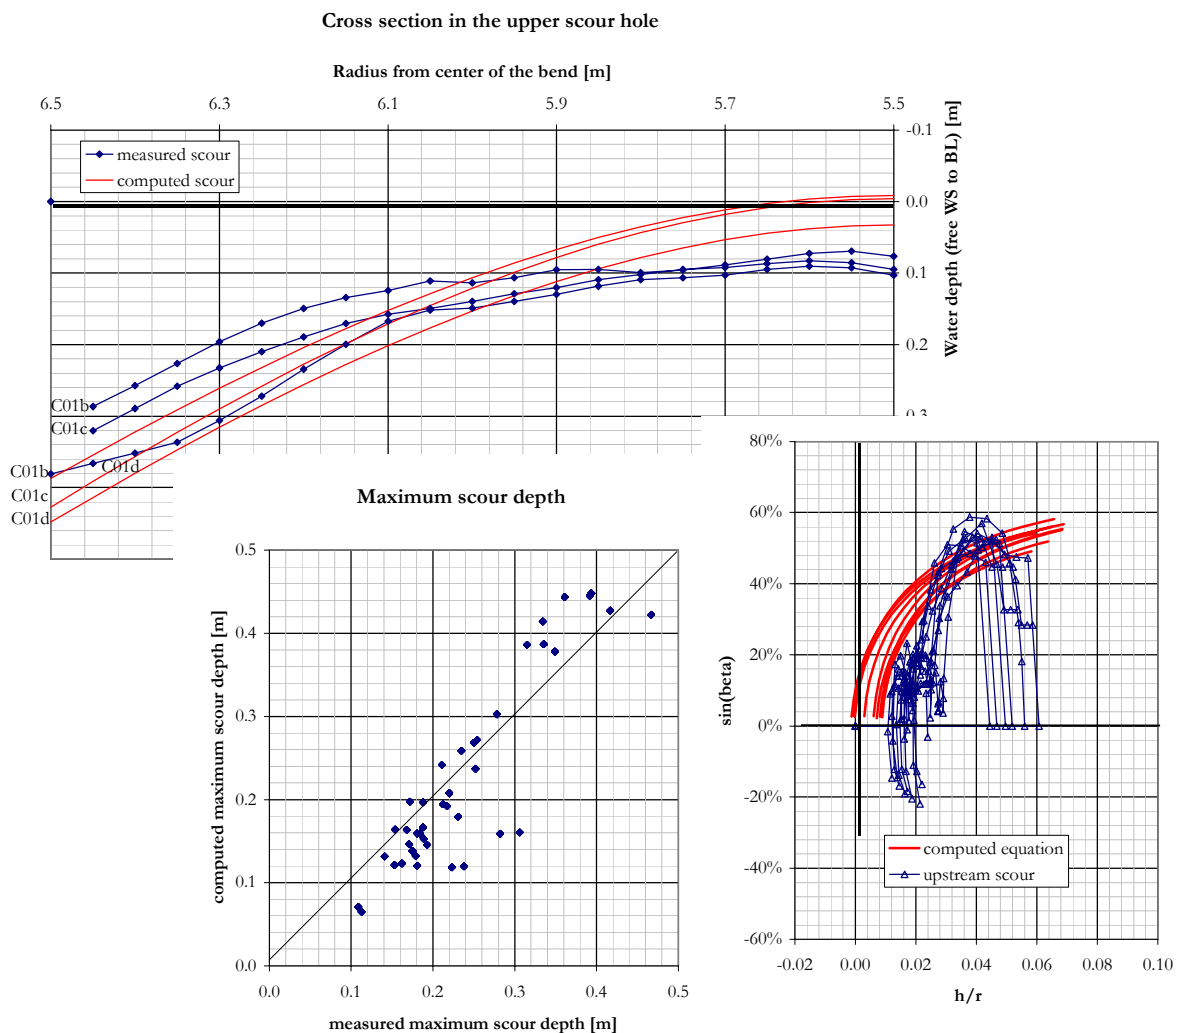 Cross section in the upper scour hole
Radius from center of the bend [m]
6.5 6.3 6.1 5.9 5.7 5.5
-0.1
0.0
0.1
0.2
0.3
Water depth (free WS to BL) [m]
measured scour
computed scour
C01b
C01c
C01d
C01b
C01c
C01d
Maximum scour depth
0.5
0.4
0.3
0.2
0.1
0.0
computed maximum scour depth [m]
0.0 0.1 0.2 0.3 0.4 0.5
measured maximum scour depth [m]
80%
60%
40%
20%
0%
-20%
-40%
-60%
sin(beta)
computed equation
upstream scour
-0.02 0.00 0.02 0.04 0.06 0.08 0.10
h/r